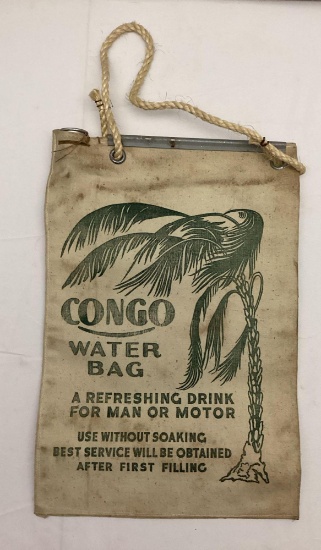 CONGO
WATER
BAG
A REFRESHING DRINK
FOR MAN OR MOTOR
USE WITHOUT SOAKING
BEST SERVICE WILL BE OBTAINED
AFTER FIRST FILLING